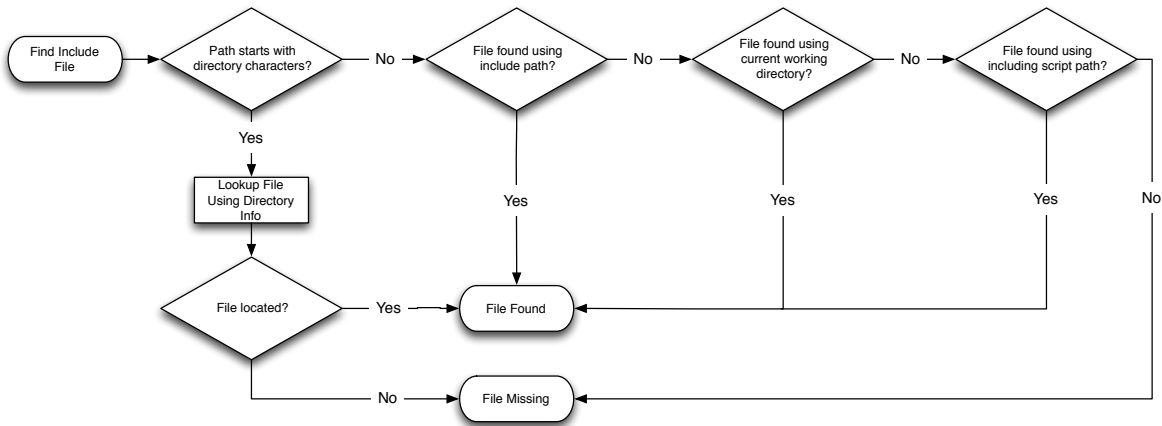 Find Include
File
Path starts with
directory characters?
No
File found using
include path?
No
File found using
current working
directory?
No
File found using
including script path?
Yes
Lookup File
Using Directory
Info
Yes
Yes
Yes
No
File located?
Yes
File Found
No
File Missing